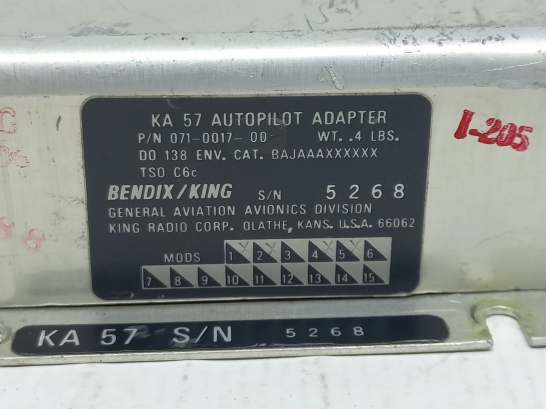 KA 57 AUTOPILOT ADAPTER
P/N 071-0017-00 WT. .4 LBS.
DO 138 ENV. CAT. BAJAAAXXXXXX
TSO C6c
BENDIX/KING S/N 5268
GENERAL AVIATION AVIONICS DIVISION
KING RADIO CORP. OLATHE, KANS. U.S.A. 66062
MODS 1 2 3 4 5 6
7 8 9 10 11 12 13 14 15
KA 57 S/N 5268
1-205